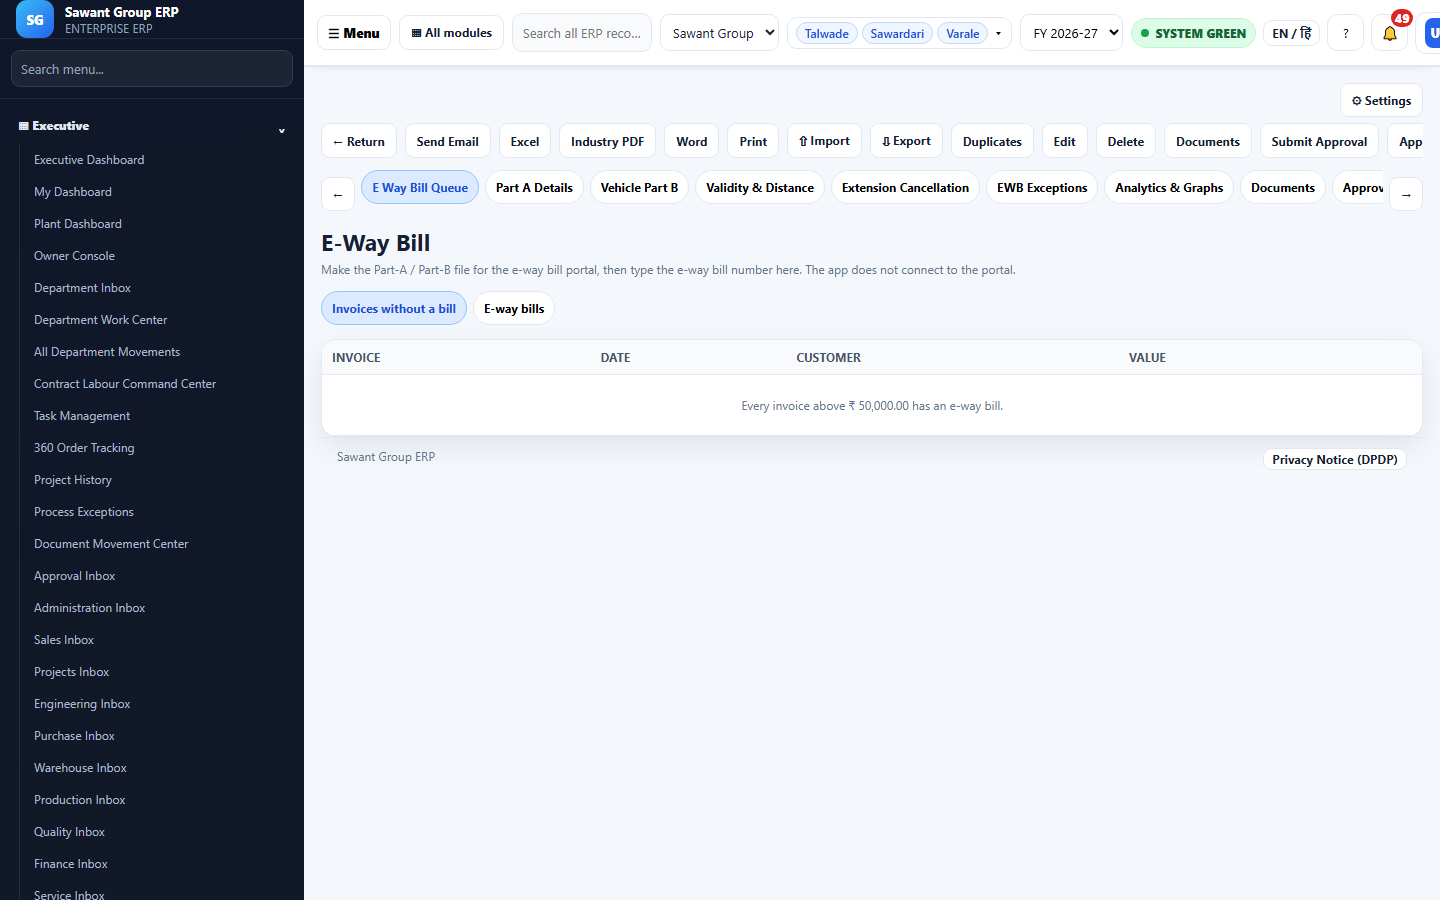 SG
Sawant Group ERP
ENTERPRISE ERP
Search menu...
Executive
Executive Dashboard
My Dashboard
Plant Dashboard
Owner Console
Department Inbox
Department Work Center
All Department Movements
Contract Labour Command Center
Task Management
360 Order Tracking
Project History
Process Exceptions
Document Movement Center
Approval Inbox
Administration Inbox
Sales Inbox
Projects Inbox
Engineering Inbox
Purchase Inbox
Warehouse Inbox
Production Inbox
Quality Inbox
Finance Inbox
Service Inbox
☰ Menu All modules Search all ERP reco... Sawant Group Talwade Sawardari Varale FY 2026-27 SYSTEM GREEN EN / हिं ? 49 U
⚙ Settings
← Return Send Email Excel Industry PDF Word Print ⇧ Import ⇩ Export Duplicates Edit Delete Documents Submit Approval App
← E Way Bill Queue Part A Details Vehicle Part B Validity & Distance Extension Cancellation EWB Exceptions Analytics & Graphs Documents Approv →
E-Way Bill
Make the Part-A / Part-B file for the e-way bill portal, then type the e-way bill number here. The app does not connect to the portal.
Invoices without a bill E-way bills
INVOICE DATE CUSTOMER VALUE
Every invoice above ₹ 50,000.00 has an e-way bill.
Sawant Group ERP Privacy Notice (DPDP)